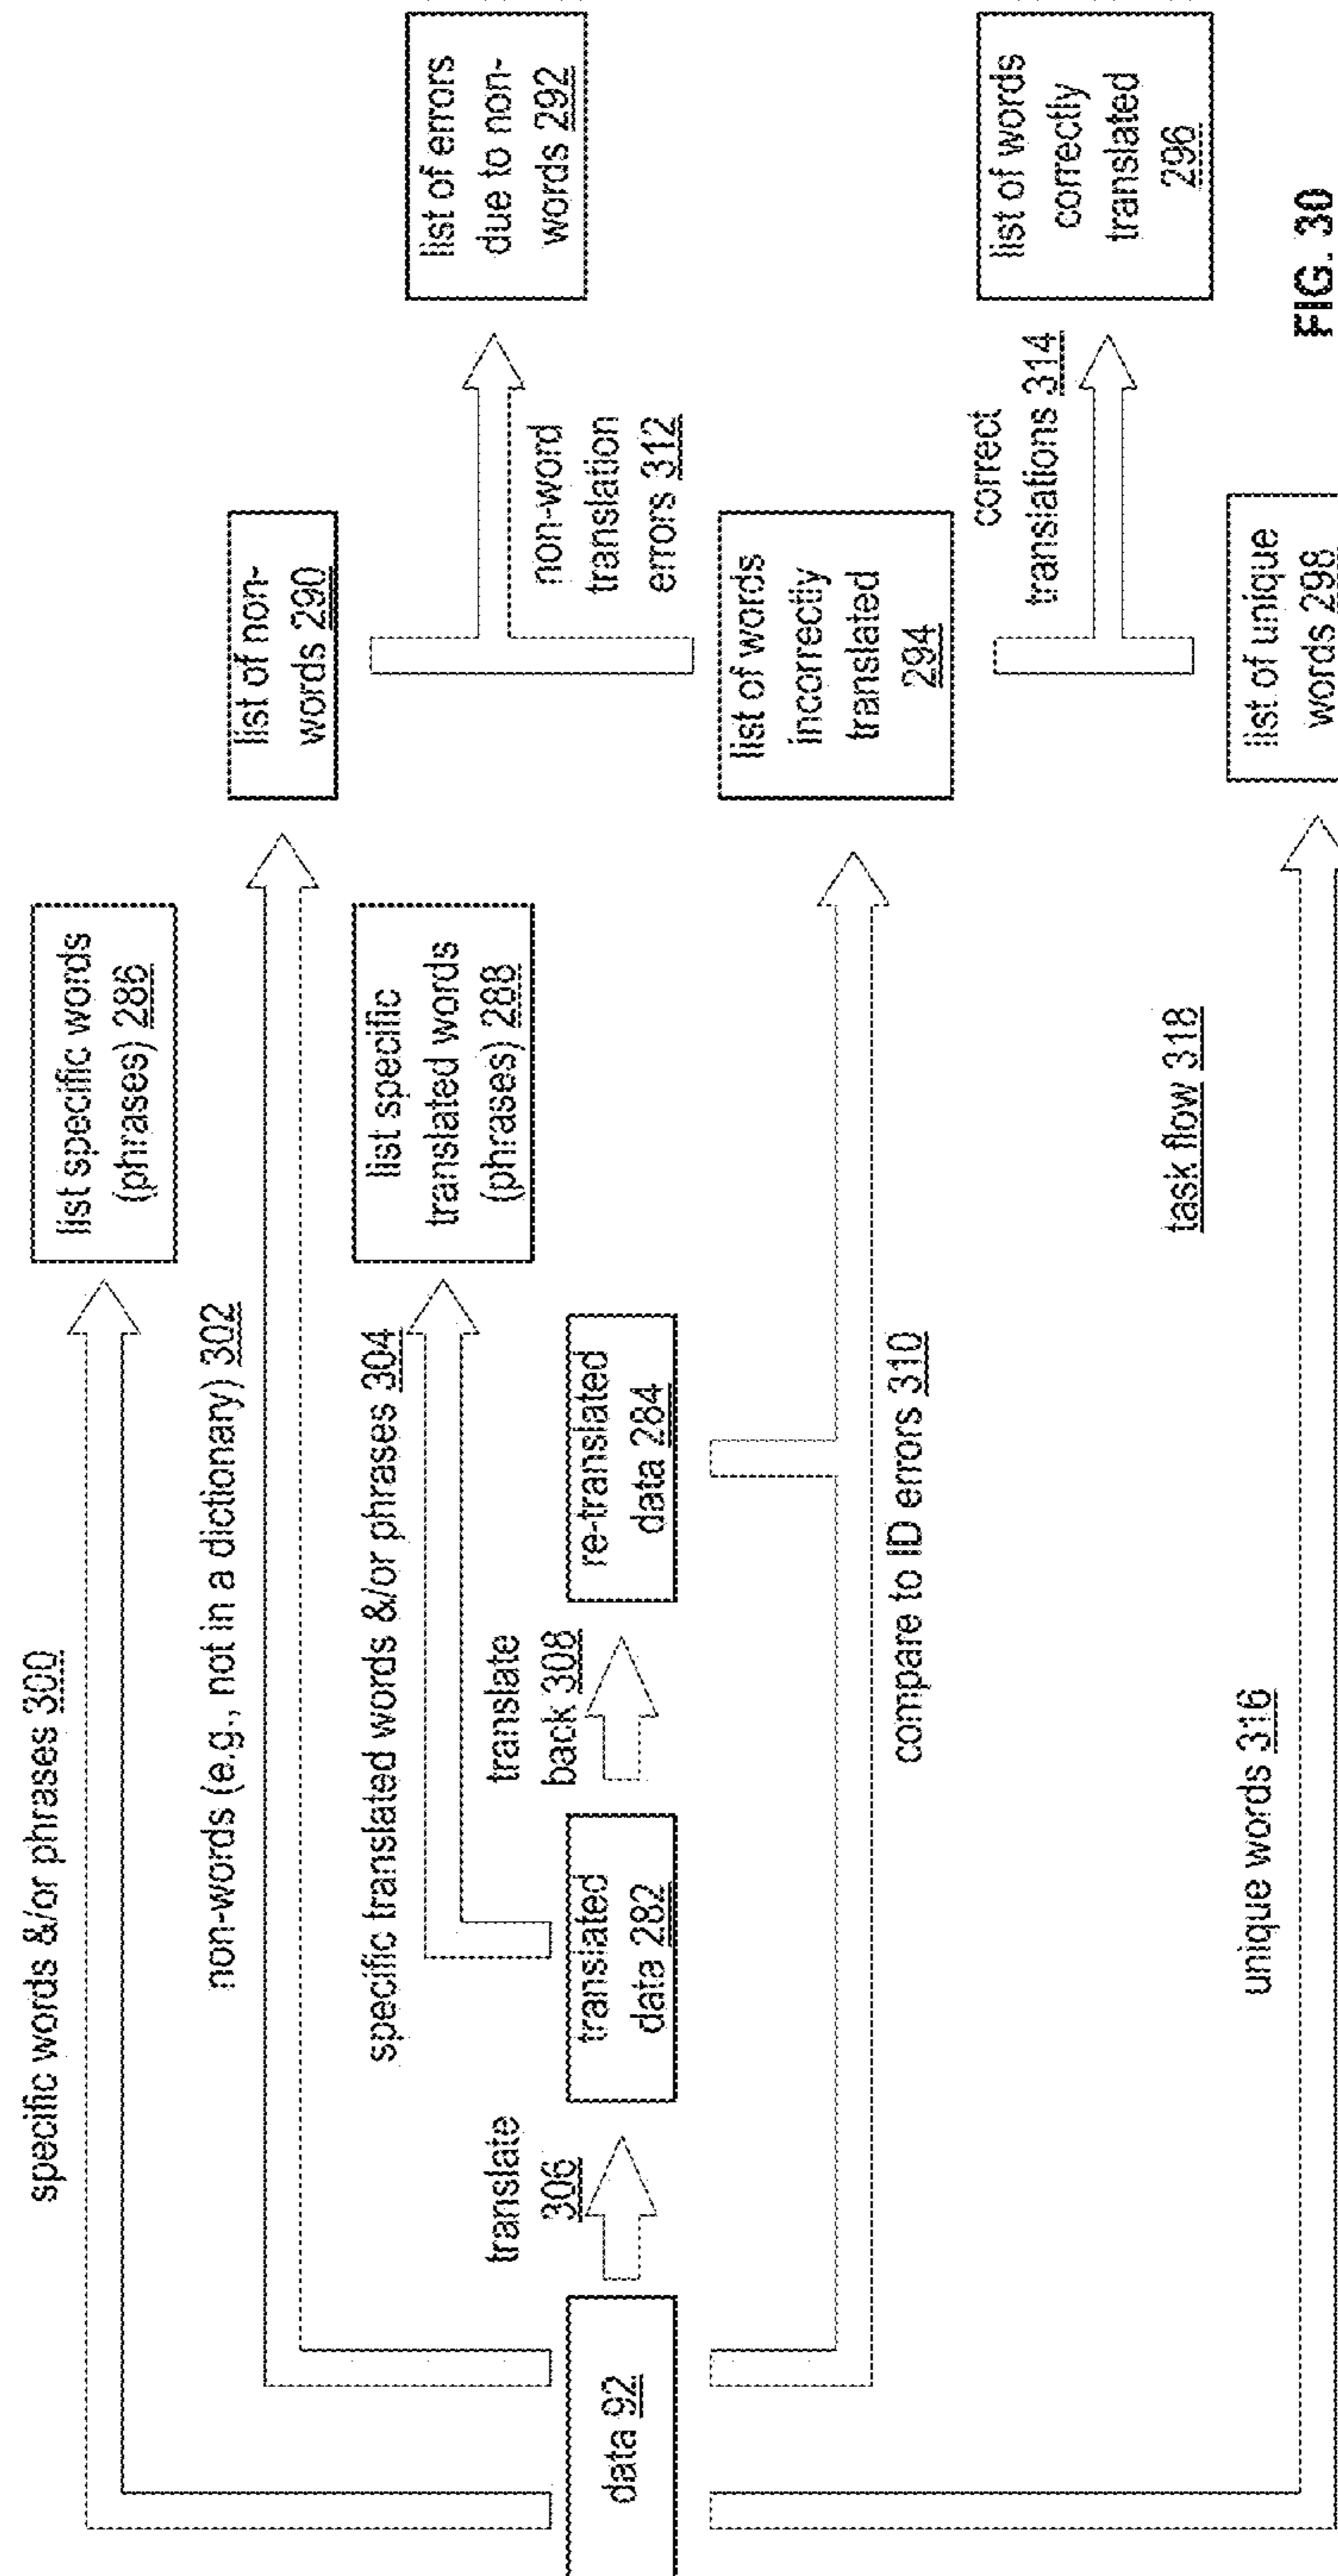 specific words &/or phrases 300
list specific words
(phrases) 286
non-words (e.g., not in a dictionary) 302
list of non-
words 290
specific translated words &/or phrases 304
list specific
translated words
(phrases) 288
list of errors
due to non-
words 292
non-word
translation
errors 312
translate
306
translate
back 308
data 92
translated
data 282
re-translated
data 284
list of words
incorrectly
translated
294
compare to ID errors 310
correct
translations 314
list of words
correctly
translated
296
task flow 318
unique words 316
list of unique
words 298
FIG. 30